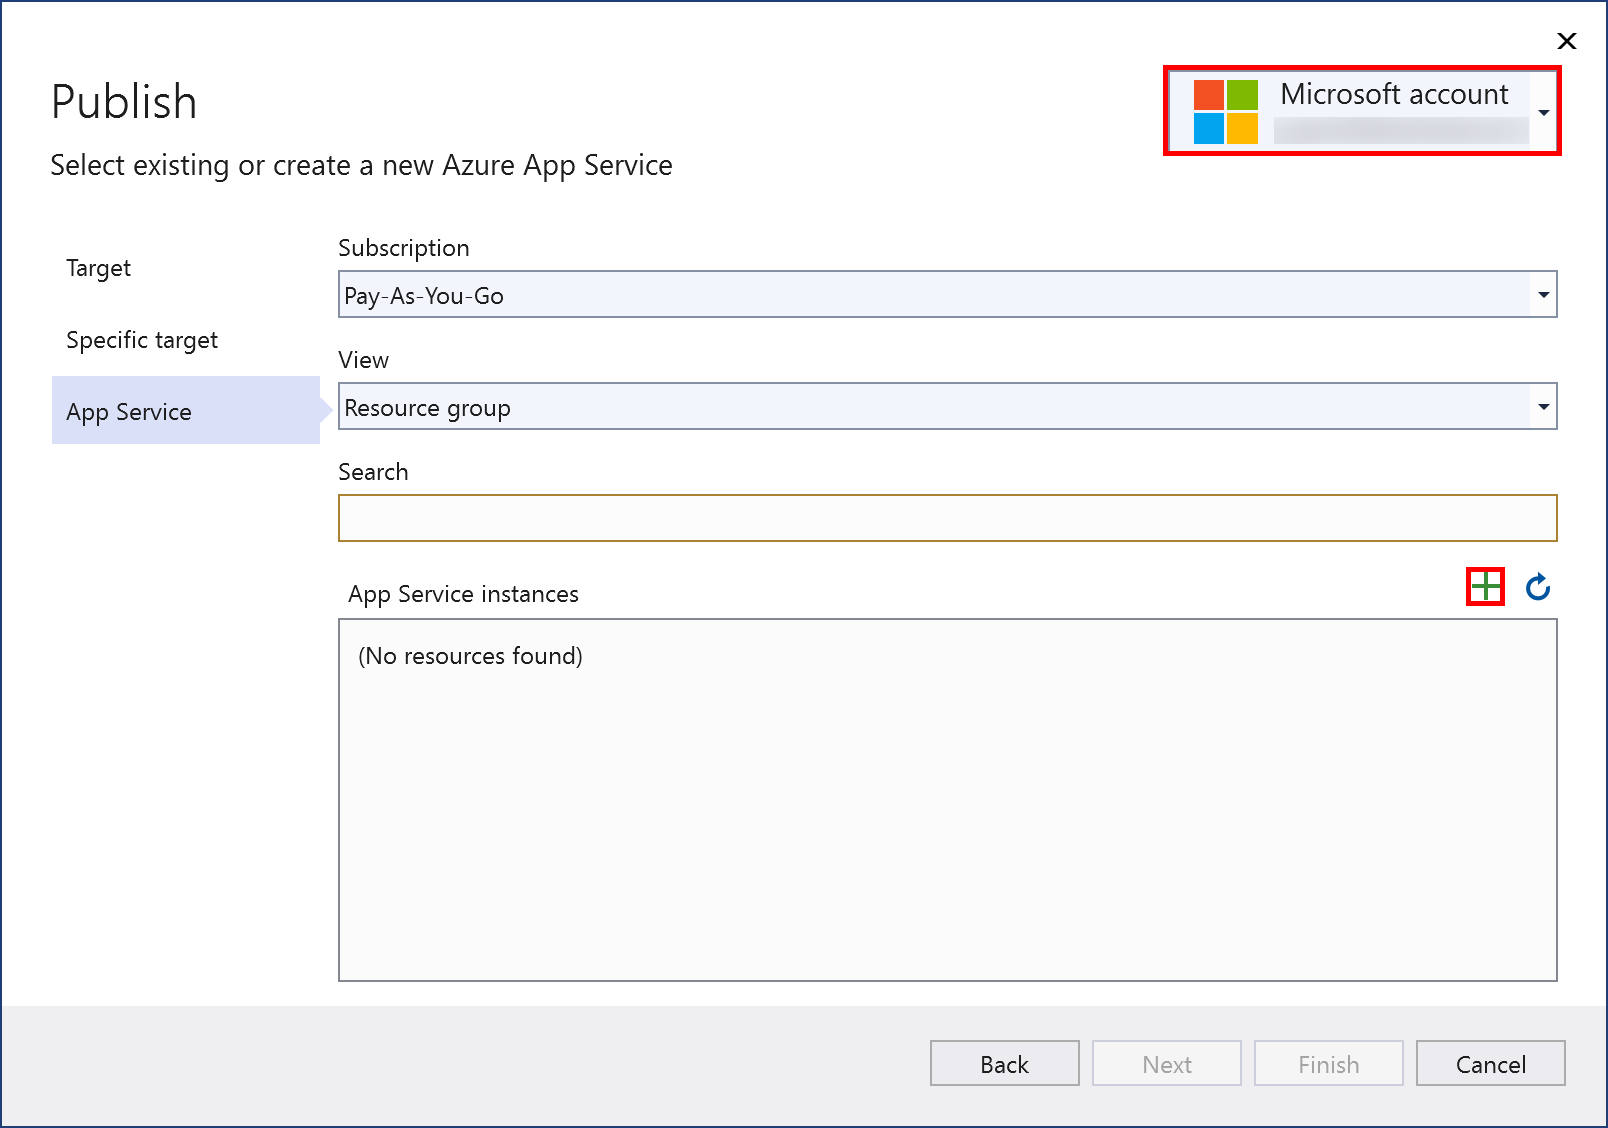 Publish
Microsoft account
Select existing or create a new Azure App Service
Target
Specific target
App Service
Subscription
Pay-As-You-Go
View
Resource group
Search
App Service instances
(No resources found)
Back
Next
Finish
Cancel